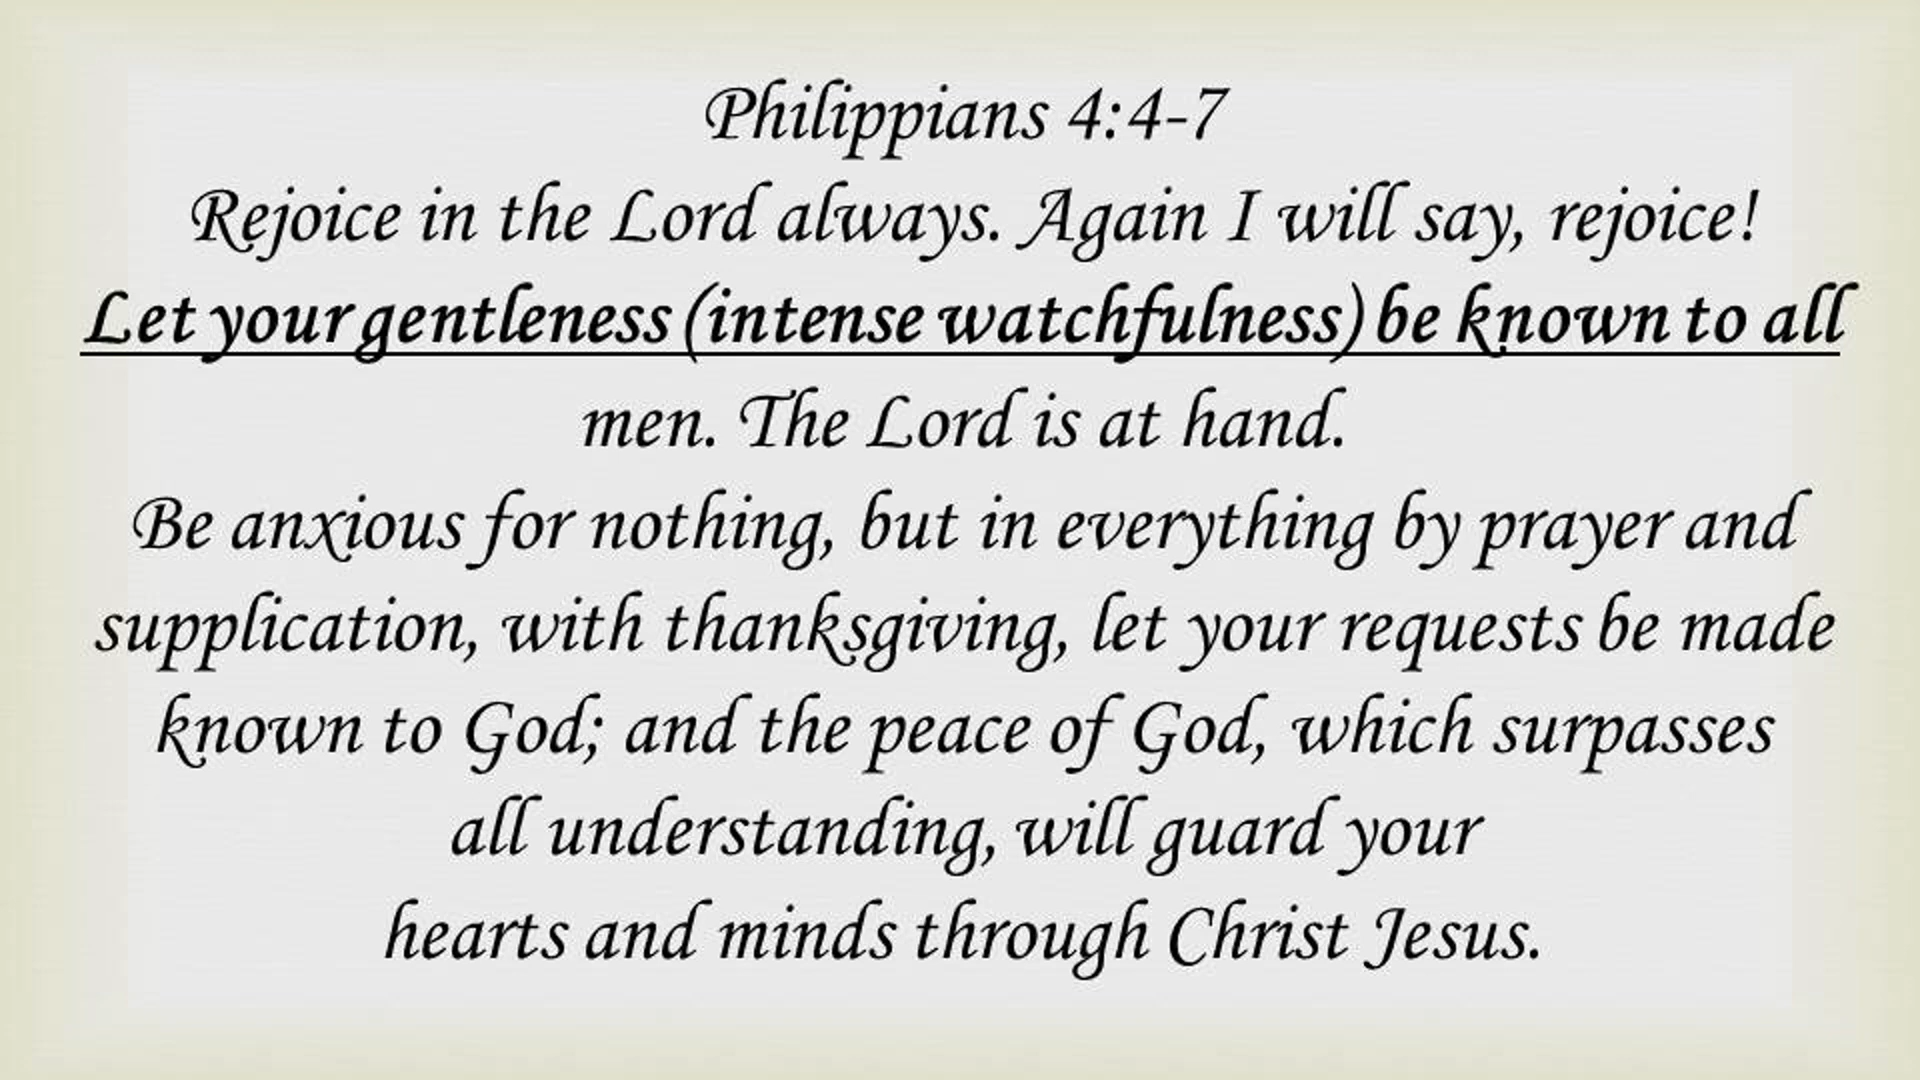 Philippians 4:4-7
Rejoice in the Lord always. Again I will say, rejoice!
Let your gentleness (intense watchfulness) be known to all
men. The Lord is at hand.
Be anxious for nothing, but in everything by prayer and
supplication, with thanksgiving, let your requests be made
known to God; and the peace of God, which surpasses
all understanding, will guard your
hearts and minds through Christ Jesus.